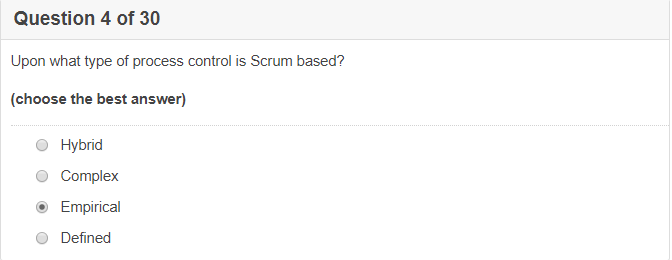 Question 4 of 30
Upon what type of process control is Scrum based?
(choose the best answer)
Hybrid
Complex
Empirical
Defined